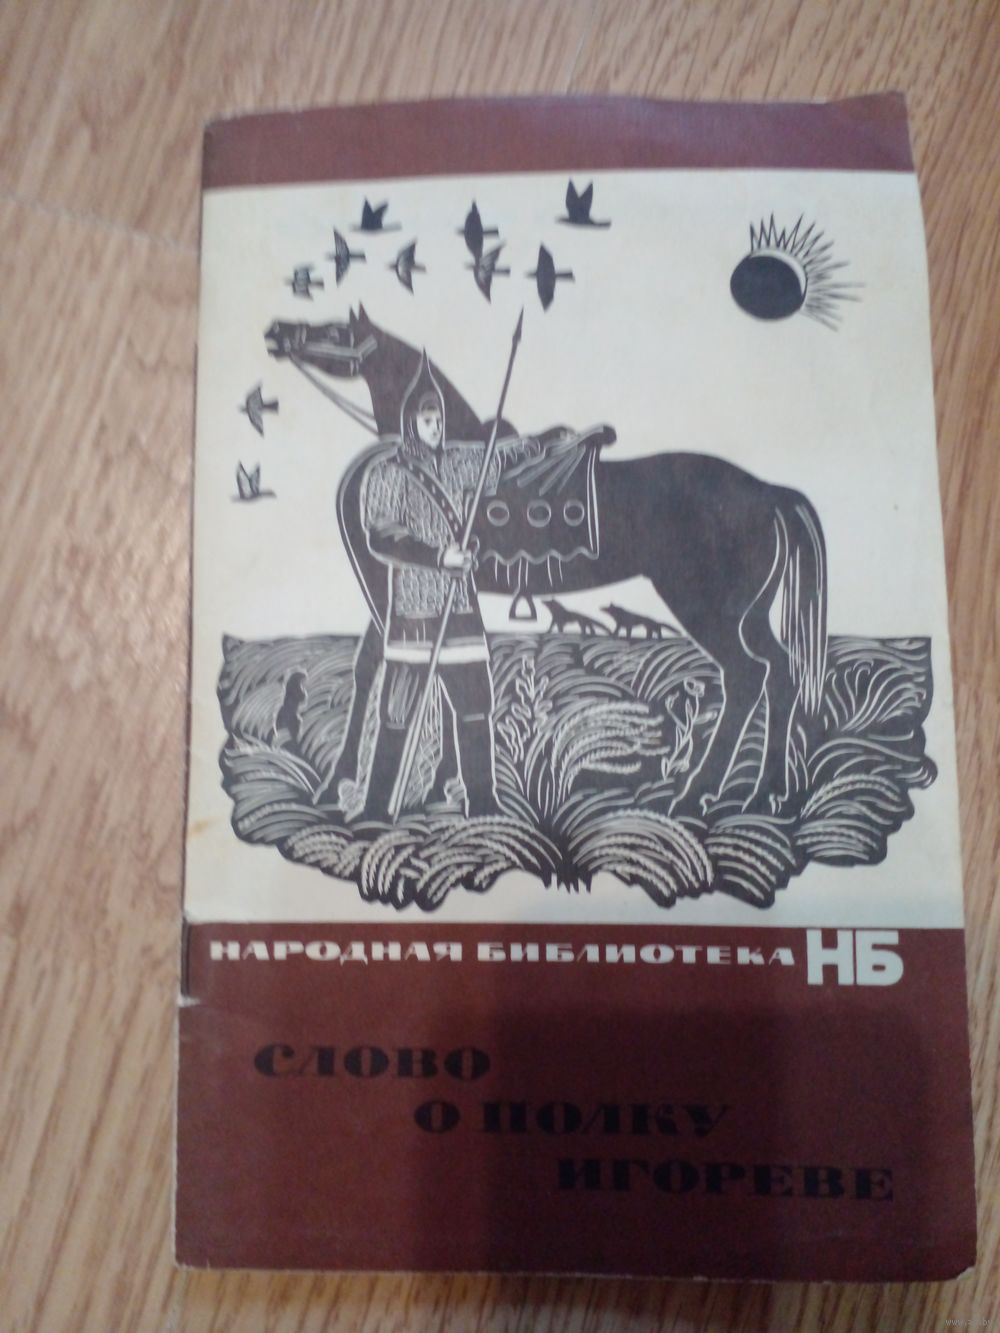 НАРОДНАЯ БИБЛИОТЕКА НБ
СЛОВО
О ПОЛКУ
ИГОРЕВЕ